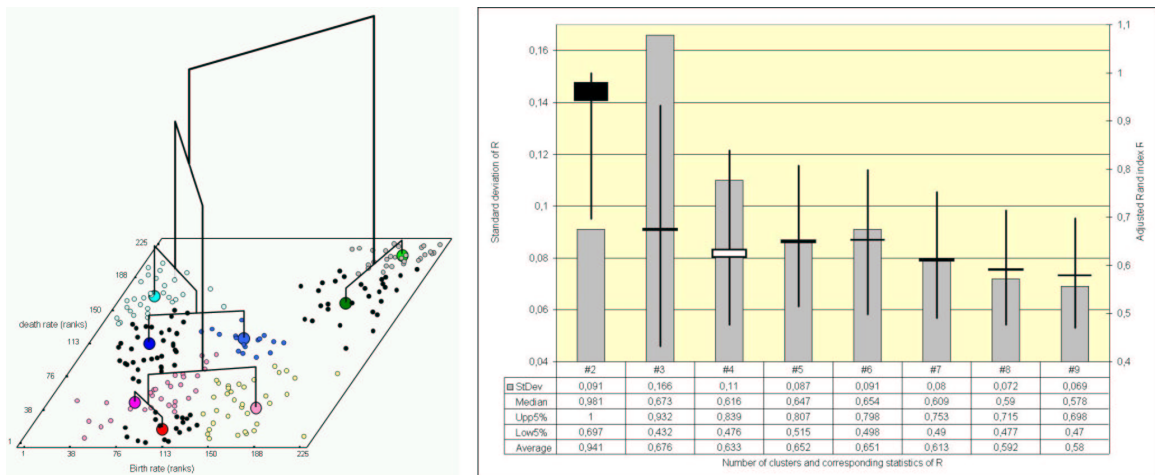 225
188
150
death rate (ranks)
113
76
38
1
1 38 76 113 150 188 225
Birth rate (ranks)
0,16
0,14
0,12
0,1
0,08
0,06
0,04
Standard deviation of R
1,1
1
0,9
0,8
0,7
0,6
0,5
0,4
Adjusted Rand index R
#2 #3 #4 #5 #6 #7 #8 #9
StDev 0,091 0,166 0,11 0,087 0,091 0,08 0,072 0,069
Median 0,981 0,673 0,616 0,647 0,654 0,609 0,59 0,578
Upp5% 1 0,932 0,839 0,807 0,798 0,753 0,715 0,698
Low5% 0,697 0,432 0,476 0,515 0,498 0,49 0,477 0,47
Average 0,941 0,676 0,633 0,652 0,651 0,613 0,592 0,58
Number of clusters and corresponding statistics of R